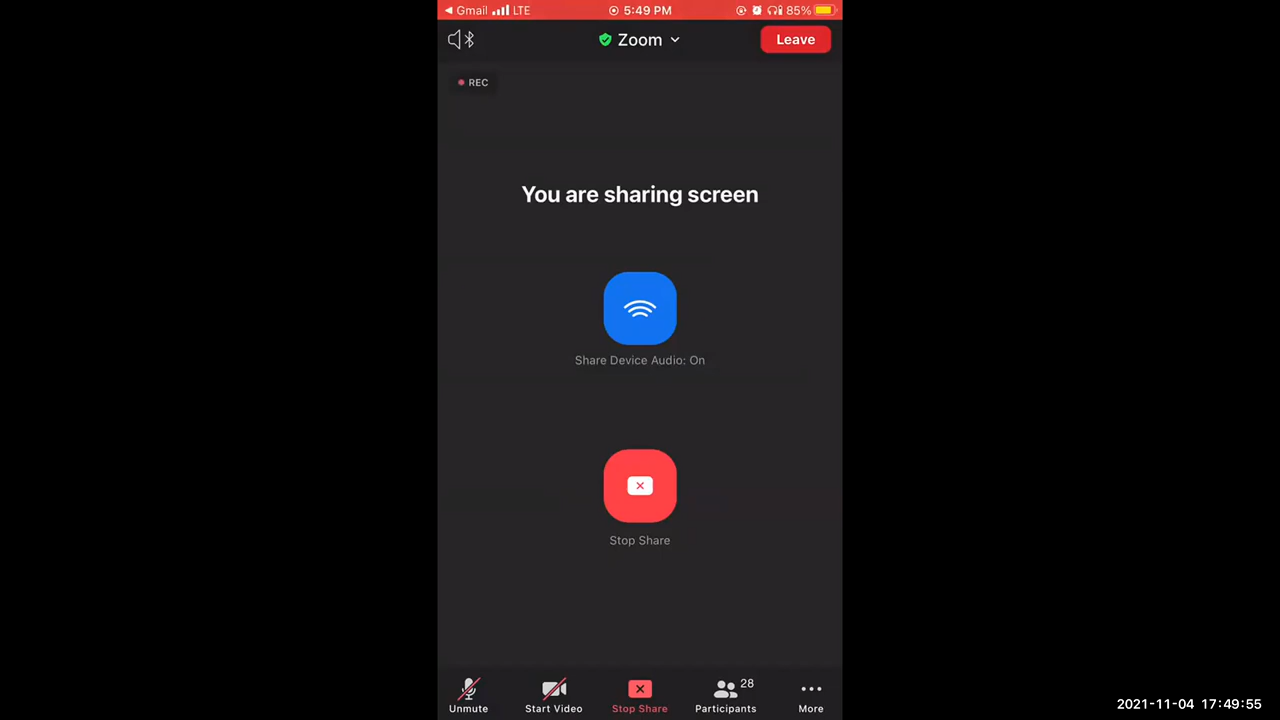 Gmail LTE 5:49 PM 85%
Zoom Leave
REC
You are sharing screen
Share Device Audio: On
Stop Share
28
Unmute Start Video Stop Share Participants More
2021-11-04 17:49:55